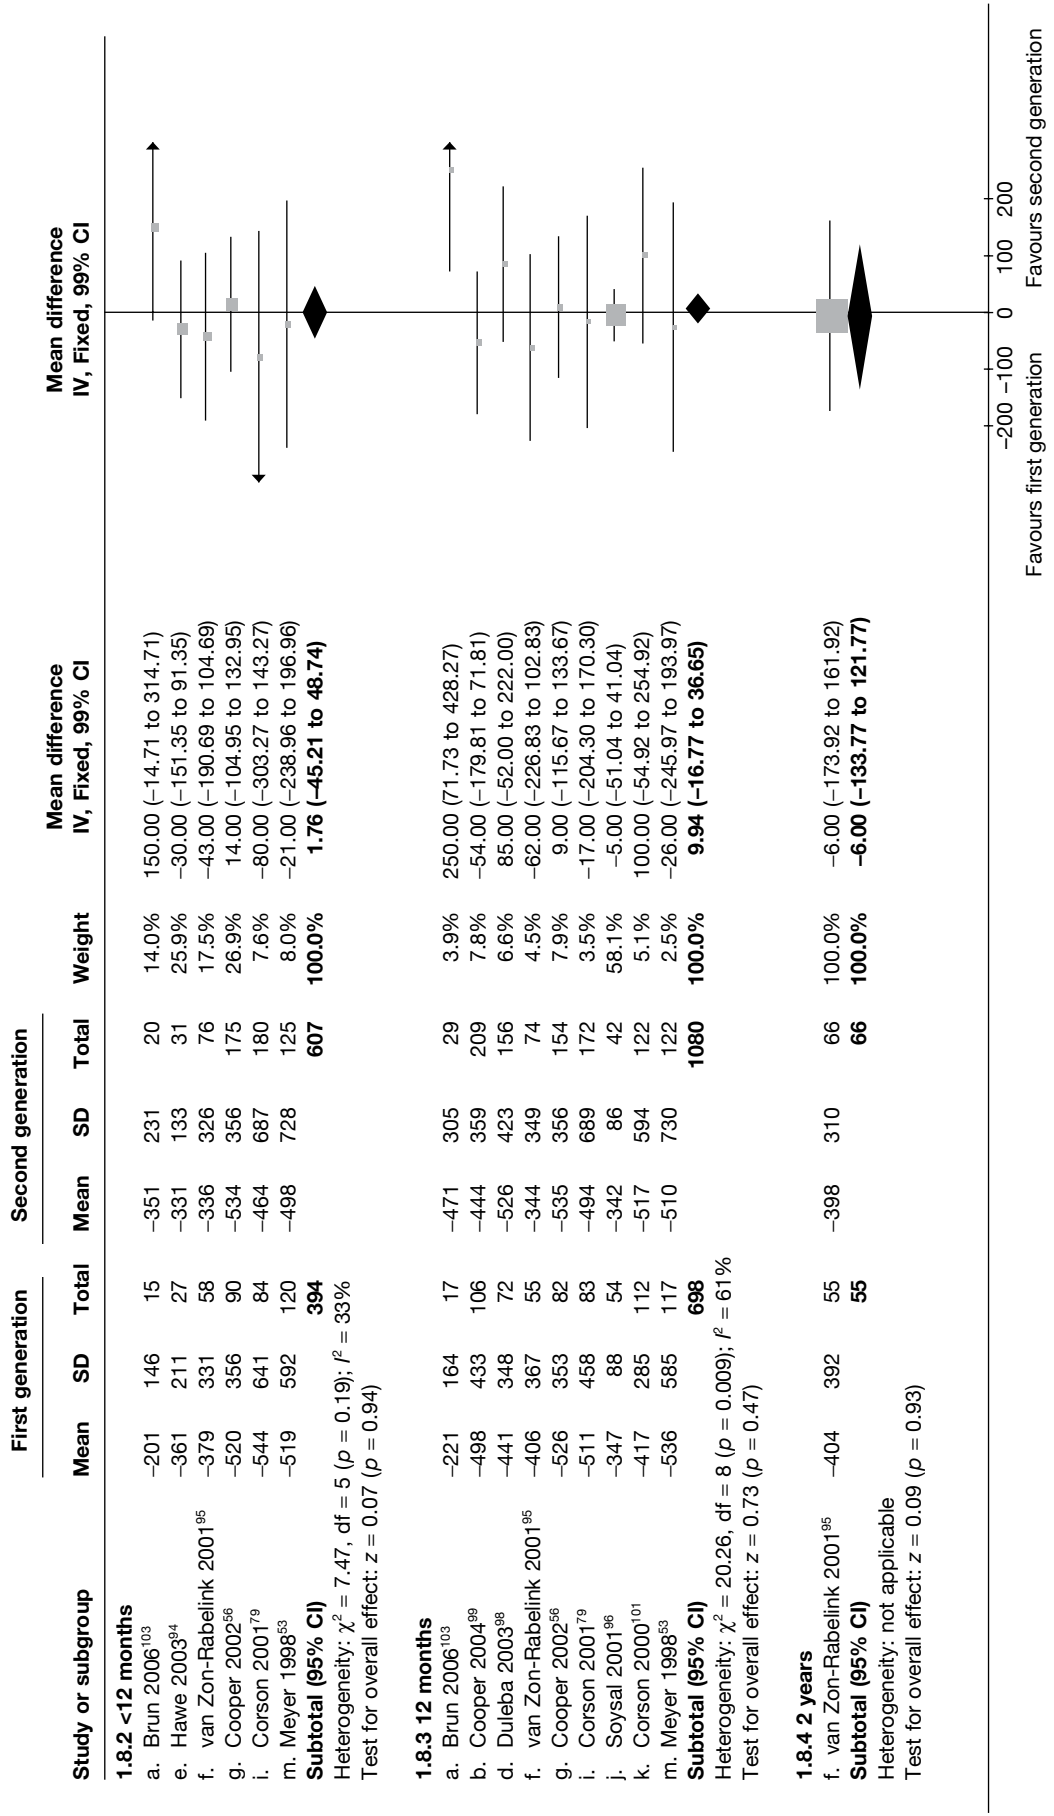 First generation Second generation Mean difference Mean difference
Study or subgroup Mean SD Total Mean SD Total Weight IV, Fixed, 99% CI IV, Fixed, 99% CI
1.8.2 <12 months
a. Brun 2006¹⁰³ −201 146 15 −351 231 20 14.0% 150.00 (−14.71 to 314.71)
e. Hawe 2003⁹⁴ −361 211 27 −331 133 31 25.9% −30.00 (−151.35 to 91.35)
f. van Zon-Rabelink 2001⁹⁵ −379 331 58 −336 326 76 17.5% −43.00 (−190.69 to 104.69)
g. Cooper 2002⁵⁶ −520 356 90 −534 356 175 26.9% 14.00 (−104.95 to 132.95)
i. Corson 2001⁷⁹ −544 641 84 −464 687 180 7.6% −80.00 (−303.27 to 143.27)
m. Meyer 1998⁵³ −519 592 120 −498 728 125 8.0% −21.00 (−238.96 to 196.96)
Subtotal (95% CI) 394 607 100.0% 1.76 (−45.21 to 48.74)
Heterogeneity: χ² = 7.47, df = 5 (p = 0.19); I² = 33%
Test for overall effect: z = 0.07 (p = 0.94)
1.8.3 12 months
a. Brun 2006¹⁰³ −221 164 17 −471 305 29 3.9% 250.00 (71.73 to 428.27)
b. Cooper 2004⁹⁹ −498 433 106 −444 359 209 7.8% −54.00 (−179.81 to 71.81)
d. Duleba 2003⁹⁸ −441 348 72 −526 423 156 6.6% 85.00 (−52.00 to 222.00)
f. van Zon-Rabelink 2001⁹⁵ −406 367 55 −344 349 74 4.5% −62.00 (−226.83 to 102.83)
g. Cooper 2002⁵⁶ −526 353 82 −535 356 154 7.9% 9.00 (−115.67 to 133.67)
i. Corson 2001⁷⁹ −511 458 83 −494 689 172 3.5% −17.00 (−204.30 to 170.30)
j. Soysal 2001⁹⁶ −347 88 54 −342 86 42 58.1% −5.00 (−51.04 to 41.04)
k. Corson 2000¹⁰¹ −417 285 112 −517 594 122 5.1% 100.00 (−54.92 to 254.92)
m. Meyer 1998⁵³ −536 585 117 −510 730 122 2.5% −26.00 (−245.97 to 193.97)
Subtotal (95% CI) 698 1080 100.0% 9.94 (−16.77 to 36.65)
Heterogeneity: χ² = 20.26, df = 8 (p = 0.009); I² = 61%
Test for overall effect: z = 0.73 (p = 0.47)
1.8.4 2 years
f. van Zon-Rabelink 2001⁹⁵ −404 392 55 −398 310 66 100.0% −6.00 (−173.92 to 161.92)
Subtotal (95% CI) 55 66 100.0% −6.00 (−133.77 to 121.77)
Heterogeneity: not applicable
Test for overall effect: z = 0.09 (p = 0.93)
−200 −100 0 100 200
Favours first generation Favours second generation